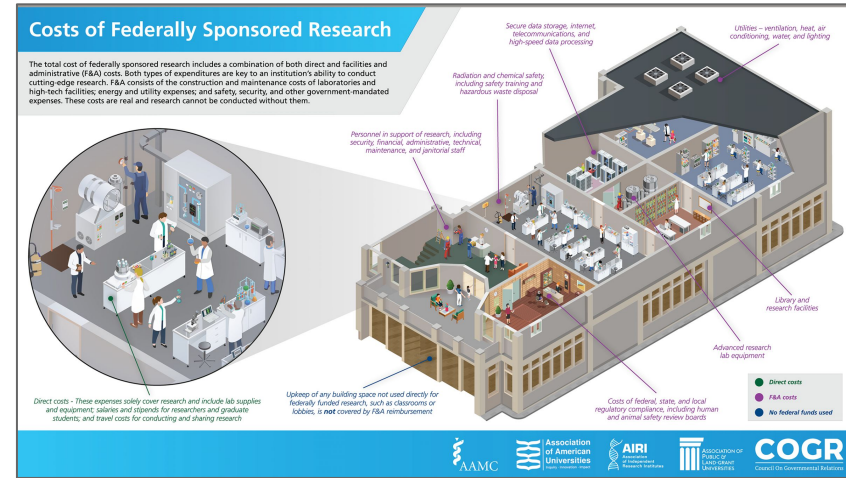 Costs of Federally Sponsored Research
The total cost of federally sponsored research includes a combination of both direct and facilities and
administrative (F&A) costs. Both types of expenditures are key to an institution's ability to conduct
cutting-edge research. F&A consists of the construction and maintenance costs of laboratories and
high-tech facilities; energy and utility expenses; and safety, security, and other government-mandated
expenses. These costs are real and research cannot be conducted without them.
Secure data storage, internet,
telecommunications, and
high-speed data processing
Utilities – ventilation, heat, air
conditioning, water, and lighting
Radiation and chemical safety,
including safety training and
hazardous waste disposal
Personnel in support of research, including
security, financial, administrative, technical,
maintenance, and janitorial staff
Library and
research facilities
Advanced research
lab equipment
Direct costs - These expenses solely cover research and include lab supplies
and equipment; salaries and stipends for researchers and graduate
students; and travel costs for conducting and sharing research
Upkeep of any building space not used directly for
federally funded research, such as classrooms or
lobbies, is not covered by F&A reimbursement
Costs of federal, state, and local
regulatory compliance, including human
and animal safety review boards
Direct costs
F&A costs
No federal funds used
AAMC
Association
of American
Universities
AIRI
Association
of Independent
Research Institutes
ASSOCIATION OF
PUBLIC &
LAND-GRANT
UNIVERSITIES
COGR
Council On Governmental Relations